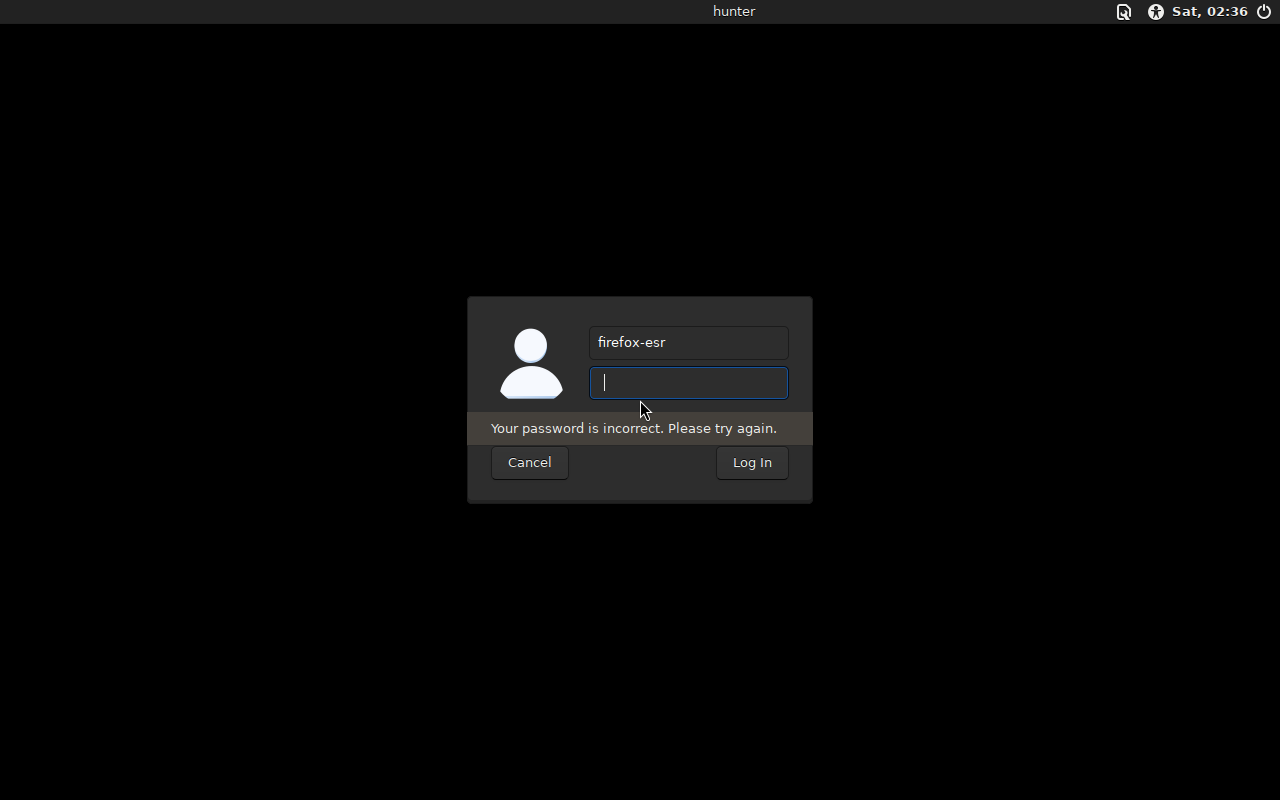 hunter
Sat, 02:36
firefox-esr
Your password is incorrect. Please try again.
Cancel
Log In